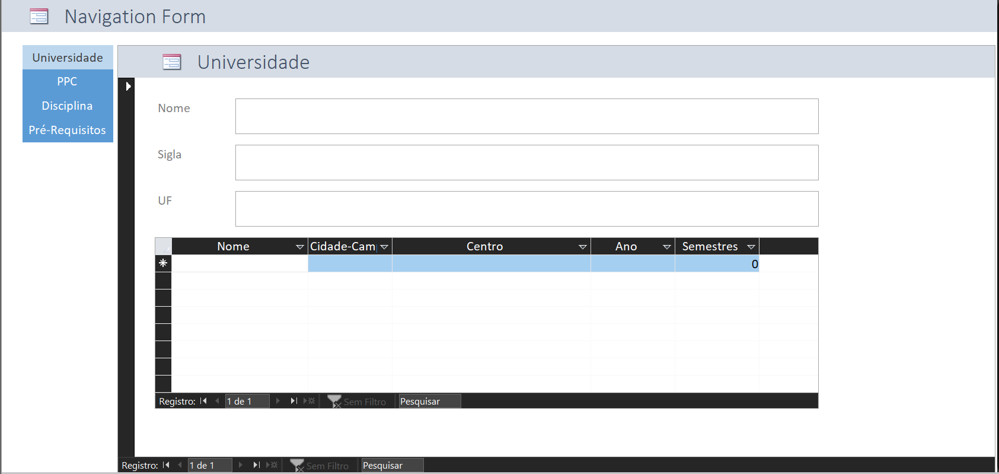 Navigation Form
Universidade
PPC
Disciplina
Pré-Requisitos
Universidade
Nome
Sigla
UF
Nome Cidade-Cam Centro Ano Semestres
0
Registro: 1 de 1 Sem Filtro Pesquisar
Registro: 1 de 1 Sem Filtro Pesquisar